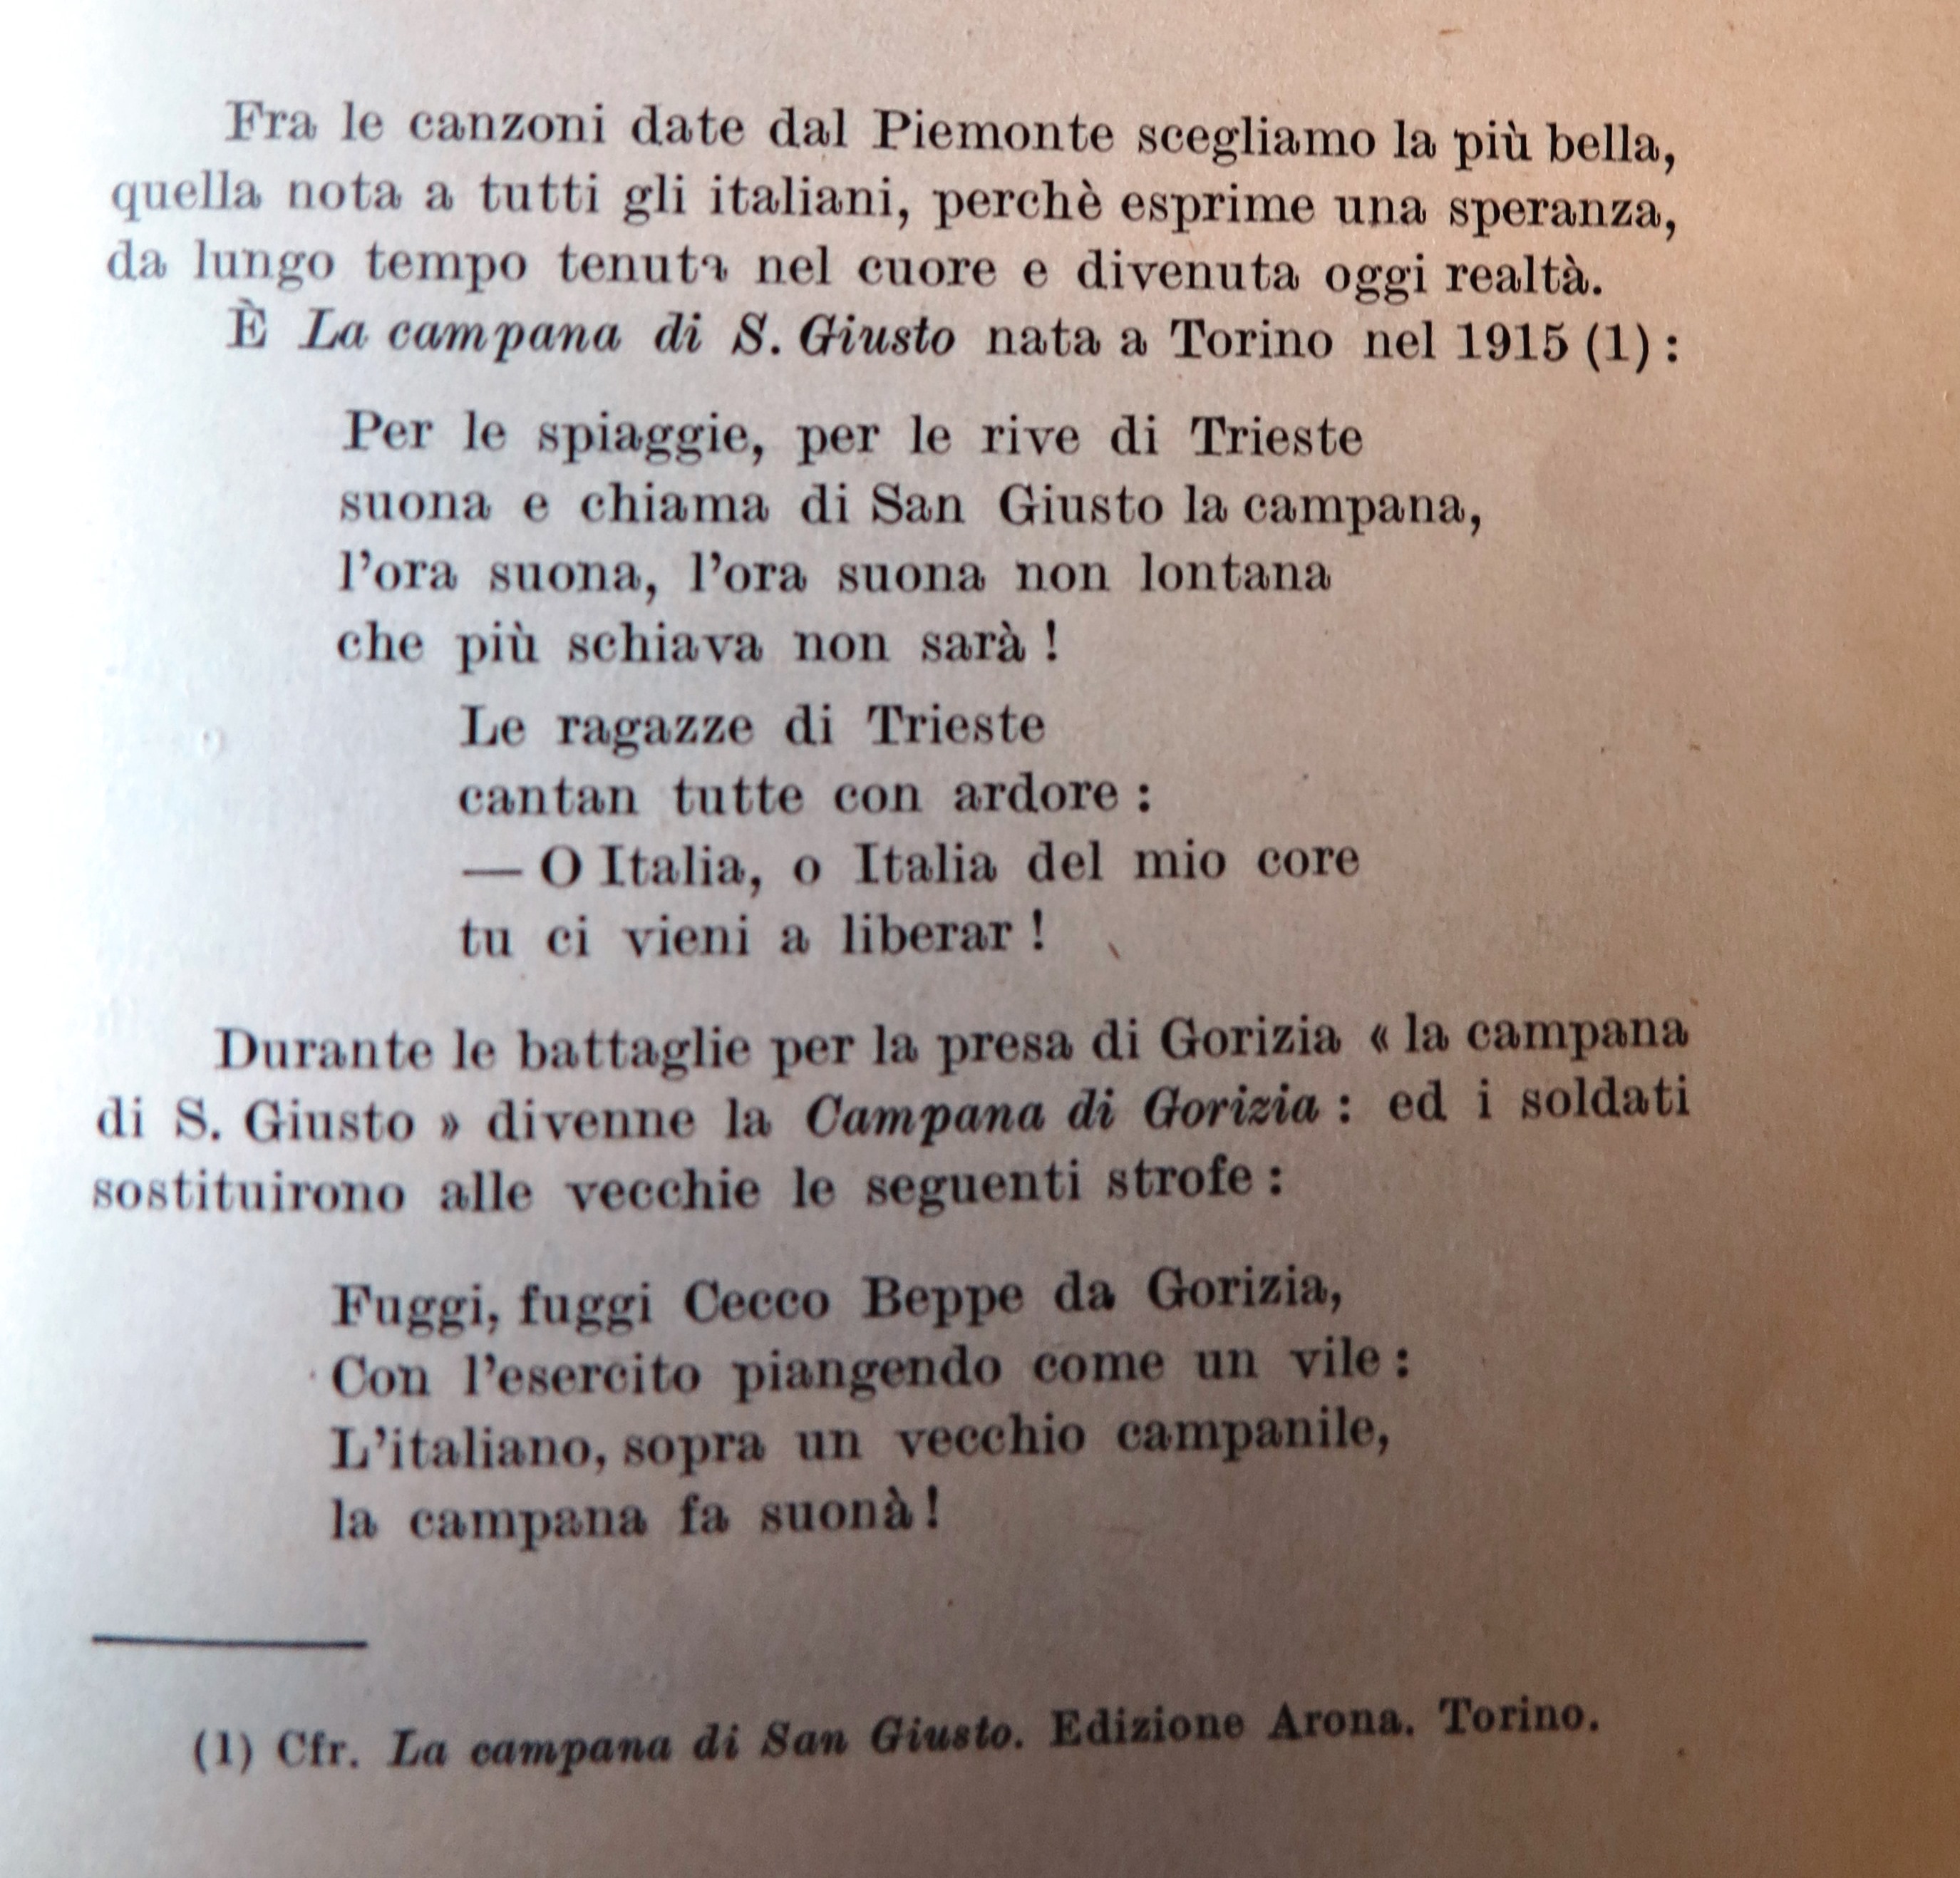 Fra le canzoni date dal Piemonte scegliamo la più bella,
quella nota a tutti gli italiani, perchè esprime una speranza,
da lungo tempo tenuta nel cuore e divenuta oggi realtà.
È La campana di S. Giusto nata a Torino nel 1915 (1) :
Per le spiaggie, per le rive di Trieste
suona e chiama di San Giusto la campana,
l'ora suona, l'ora suona non lontana
che più schiava non sarà !
Le ragazze di Trieste
cantan tutte con ardore :
— O Italia, o Italia del mio core
tu ci vieni a liberar !
Durante le battaglie per la presa di Gorizia « la campana
di S. Giusto » divenne la Campana di Gorizia : ed i soldati
sostituirono alle vecchie le seguenti strofe :
Fuggi, fuggi Cecco Beppe da Gorizia,
Con l'esercito piangendo come un vile :
L'italiano, sopra un vecchio campanile,
la campana fa suonà !
(1) Cfr. La campana di San Giusto. Edizione Arona. Torino.